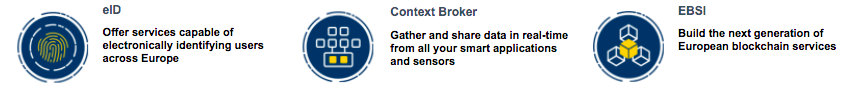 eID
Offer services capable of
electronically identifying users
across Europe
Context Broker
Gather and share data in real-time
from all your smart applications
and sensors
EBSI
Build the next generation of
European blockchain services